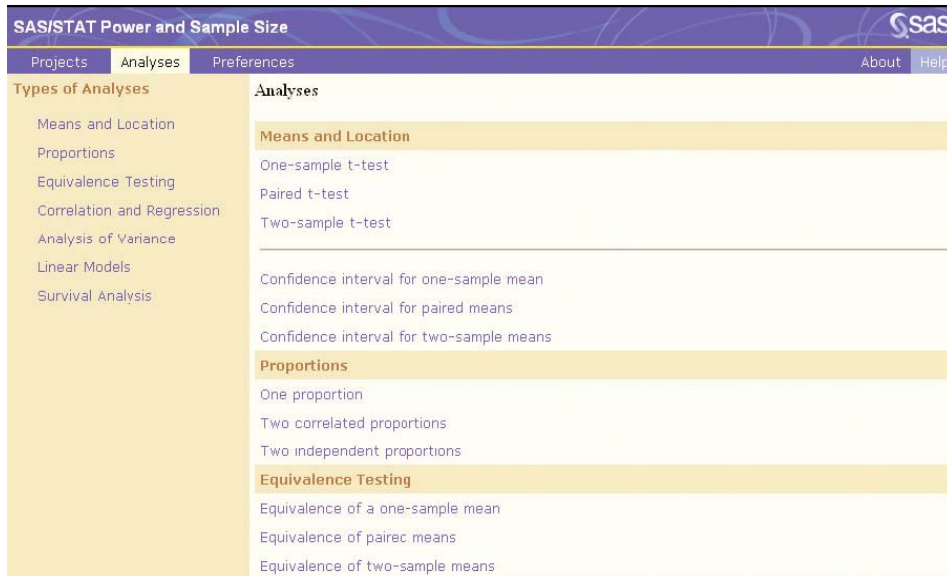 SAS/STAT Power and Sample Size
sas
Projects Analyses Preferences About Help
Types of Analyses
Means and Location
Proportions
Equivalence Testing
Correlation and Regression
Analysis of Variance
Linear Models
Survival Analysis
Analyses
Means and Location
One-sample t-test
Paired t-test
Two-sample t-test
Confidence interval for one-sample mean
Confidence interval for paired means
Confidence interval for two-sample means
Proportions
One proportion
Two correlated proportions
Two independent proportions
Equivalence Testing
Equivalence of a one-sample mean
Equivalence of pairec means
Equivalence of two-sample means